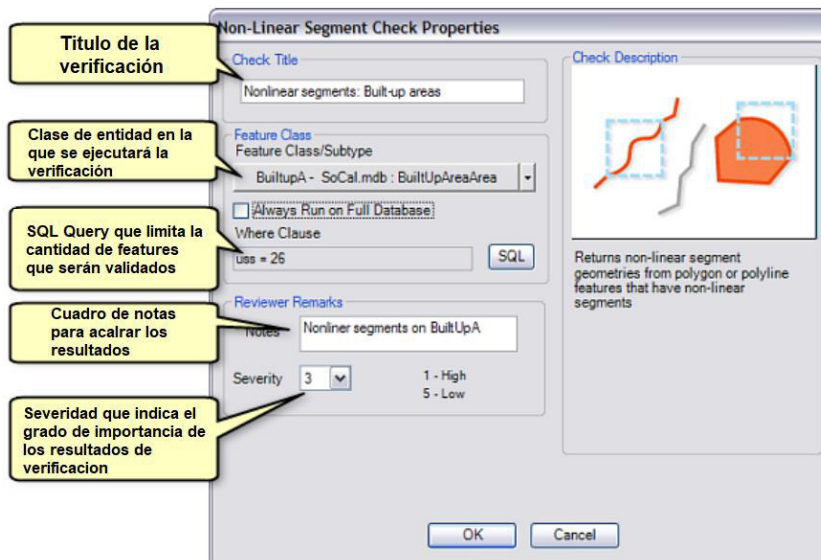 Non-Linear Segment Check Properties
Titulo de la
verificación
Check Title
Nonlinear segments: Built-up areas
Clase de entidad en la
que se ejecutará la
verificación
Feature Class
Feature Class/Subtype
BuiltupA - SoCal.mdb : BuiltUpAreaArea
Always Run on Full Database
SQL Query que limita la
cantidad de features
que serán validados
Where Clause
uss = 26
SQL
Cuadro de notas
para acalrar los
resultados
Reviewer Remarks
Notes
Nonliner segments on BuiltUpA
Severity
3
1 - High
5 - Low
Severidad que indica el
grado de importancia de
los resultados de
verificacion
Check Description
Returns non-linear segment
geometries from polygon or polyline
features that have non-linear
segments
OK
Cancel